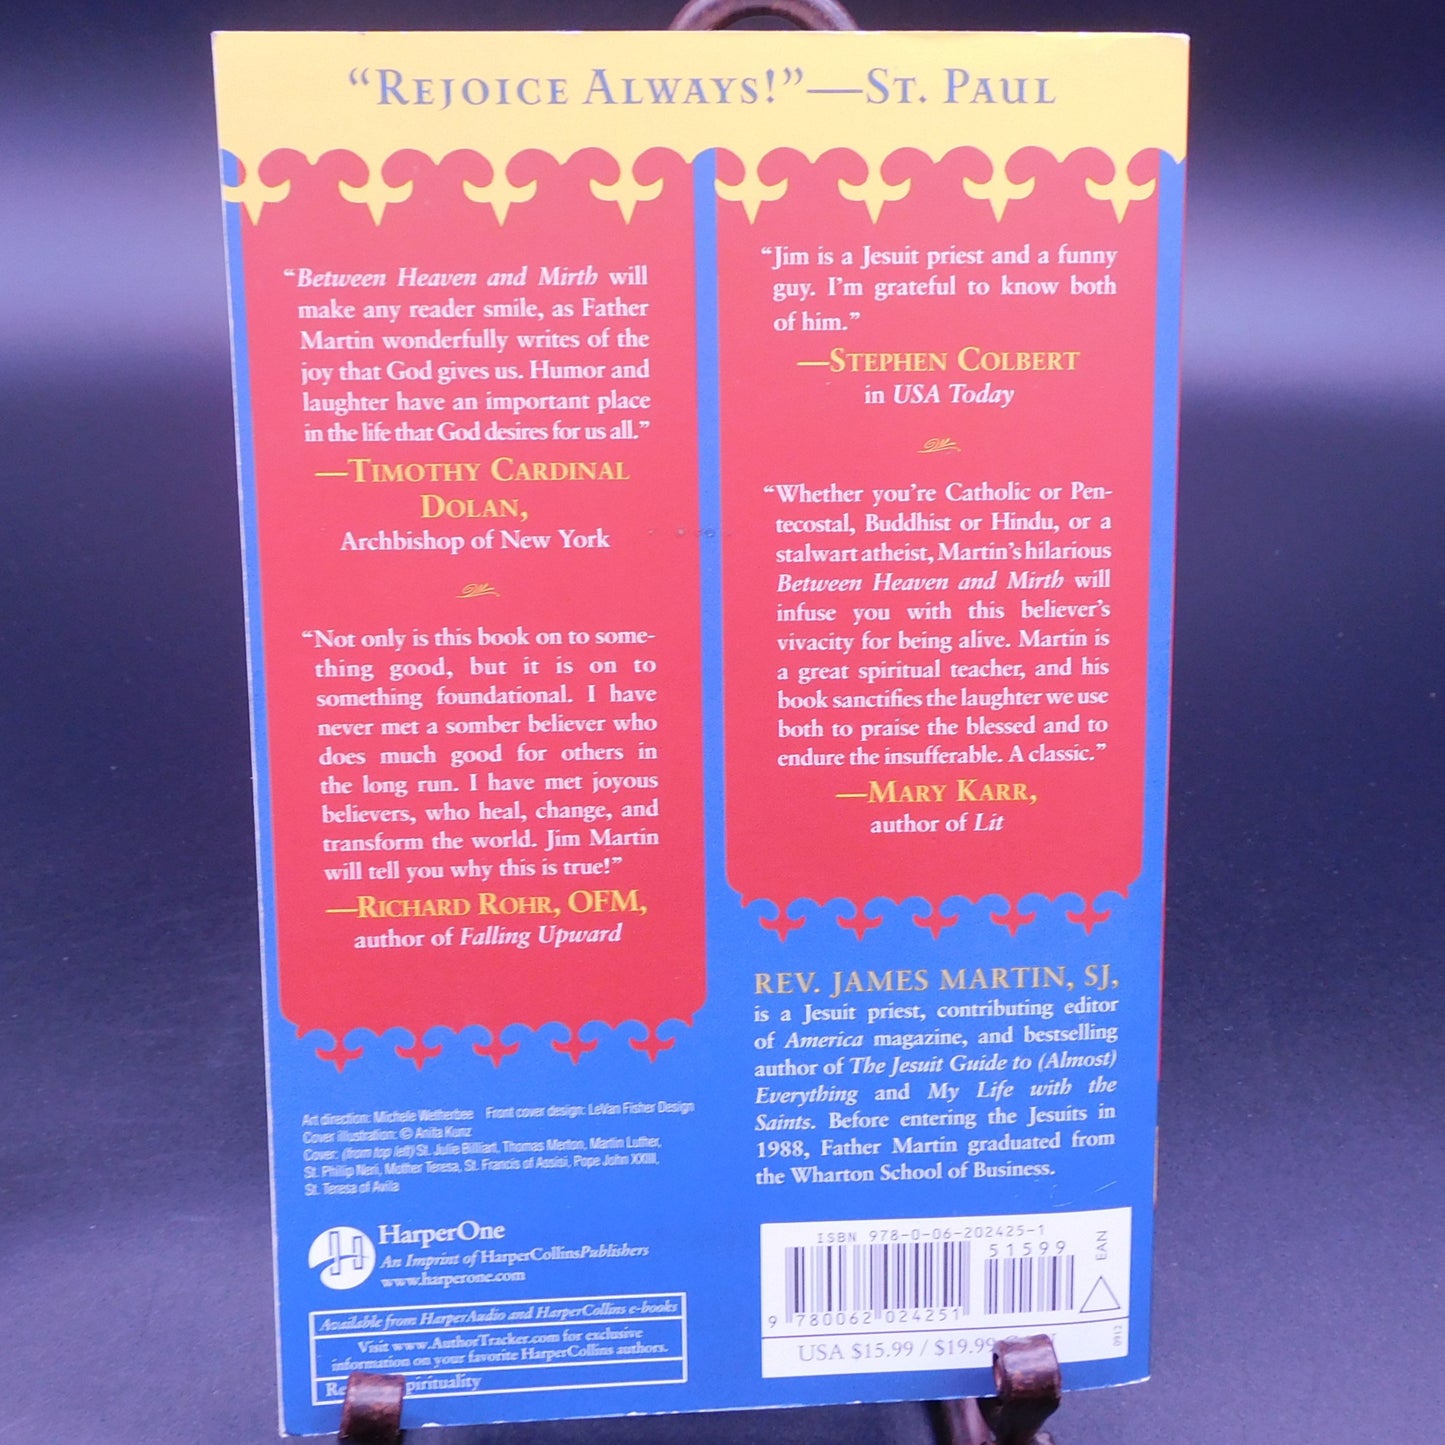 “REJOICE ALWAYS!”—ST. PAUL
“Between Heaven and Mirth will
make any reader smile, as Father
Martin wonderfully writes of the
joy that God gives us. Humor and
laughter have an important place
in the life that God desires for us all.”
—TIMOTHY CARDINAL
DOLAN,
Archbishop of New York
“Not only is this book on to some-
thing good, but it is on to
something foundational. I have
never met a somber believer who
does much good for others in
the long run. I have met joyous
believers, who heal, change, and
transform the world. Jim Martin
will tell you why this is true!”
—RICHARD ROHR, OFM,
author of Falling Upward
“Jim is a Jesuit priest and a funny
guy. I’m grateful to know both
of him.”
—STEPHEN COLBERT
in USA Today
“Whether you’re Catholic or Pen-
tecostal, Buddhist or Hindu, or a
stalwart atheist, Martin’s hilarious
Between Heaven and Mirth will
infuse you with this believer’s
vivacity for being alive. Martin is
a great spiritual teacher, and his
book sanctifies the laughter we use
both to praise the blessed and to
endure the insufferable. A classic.”
—MARY KARR,
author of Lit
REV. JAMES MARTIN, SJ,
is a Jesuit priest, contributing editor
of America magazine, and bestselling
author of The Jesuit Guide to (Almost)
Everything and My Life with the
Saints. Before entering the Jesuits in
1988, Father Martin graduated from
the Wharton School of Business.
Art direction: Michele Wetherbee Front cover design: LeVan Fisher Design
Cover illustration: © Anita Kunz
Cover: (from top left) St. Julie Billiart, Thomas Merton, Martin Luther,
St. Philip Neri, Mother Teresa, St. Francis of Assisi, Pope John XXIII,
St. Teresa of Avila
HarperOne
An Imprint of HarperCollinsPublishers
www.harperone.com
Available from HarperAudio and HarperCollins e-books
Visit www.AuthorTracker.com for exclusive
information on your favorite HarperCollins authors.
ISBN 978-0-06-202425-1
51599
EAN
9 780062 024251
0912
USA $15.99 / $19.99